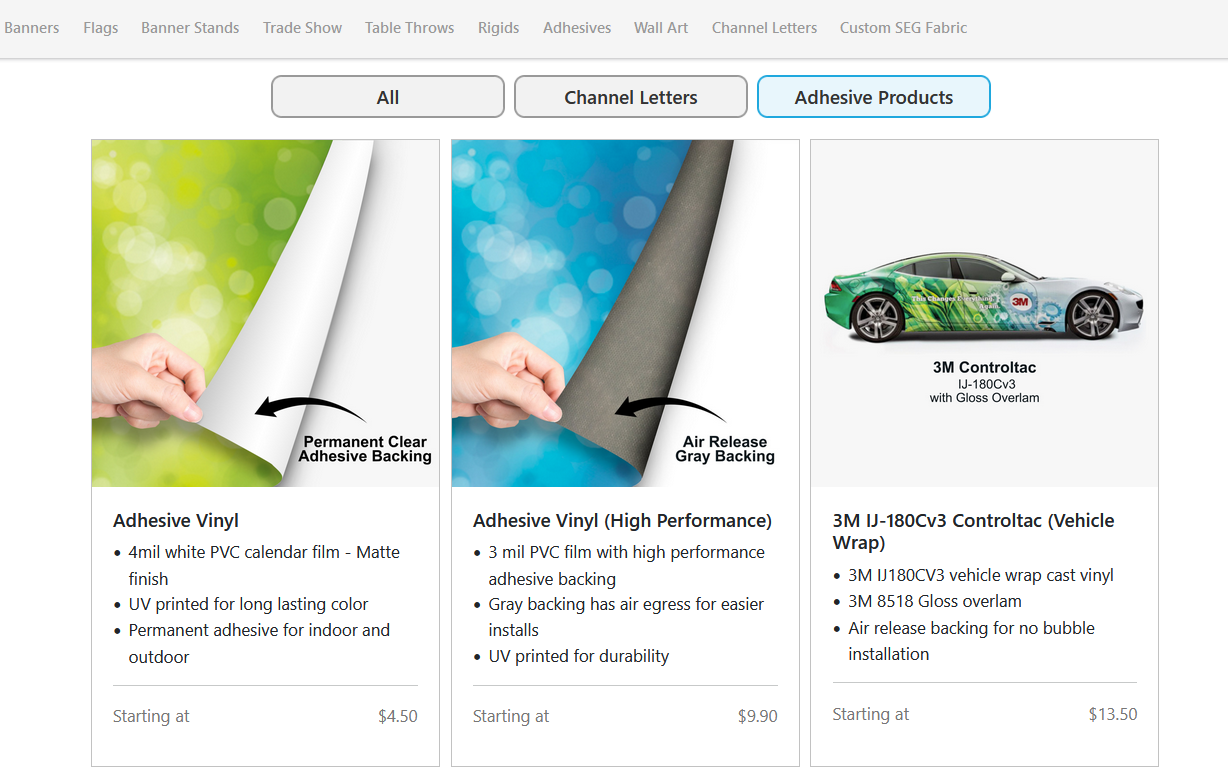 Banners Flags Banner Stands Trade Show Table Throws Rigids Adhesives Wall Art Channel Letters Custom SEG Fabric
All Channel Letters Adhesive Products
Permanent Clear
Adhesive Backing
Adhesive Vinyl
• 4mil white PVC calendar film - Matte
finish
• UV printed for long lasting color
• Permanent adhesive for indoor and
outdoor
Starting at $4.50
Air Release
Gray Backing
Adhesive Vinyl (High Performance)
• 3 mil PVC film with high performance
adhesive backing
• Gray backing has air egress for easier
installs
• UV printed for durability
Starting at $9.90
This Changes Everything.
Again.
3M
3M Controltac
IJ-180Cv3
with Gloss Overlam
3M IJ-180Cv3 Controltac (Vehicle
Wrap)
• 3M IJ180CV3 vehicle wrap cast vinyl
• 3M 8518 Gloss overlam
• Air release backing for no bubble
installation
Starting at $13.50